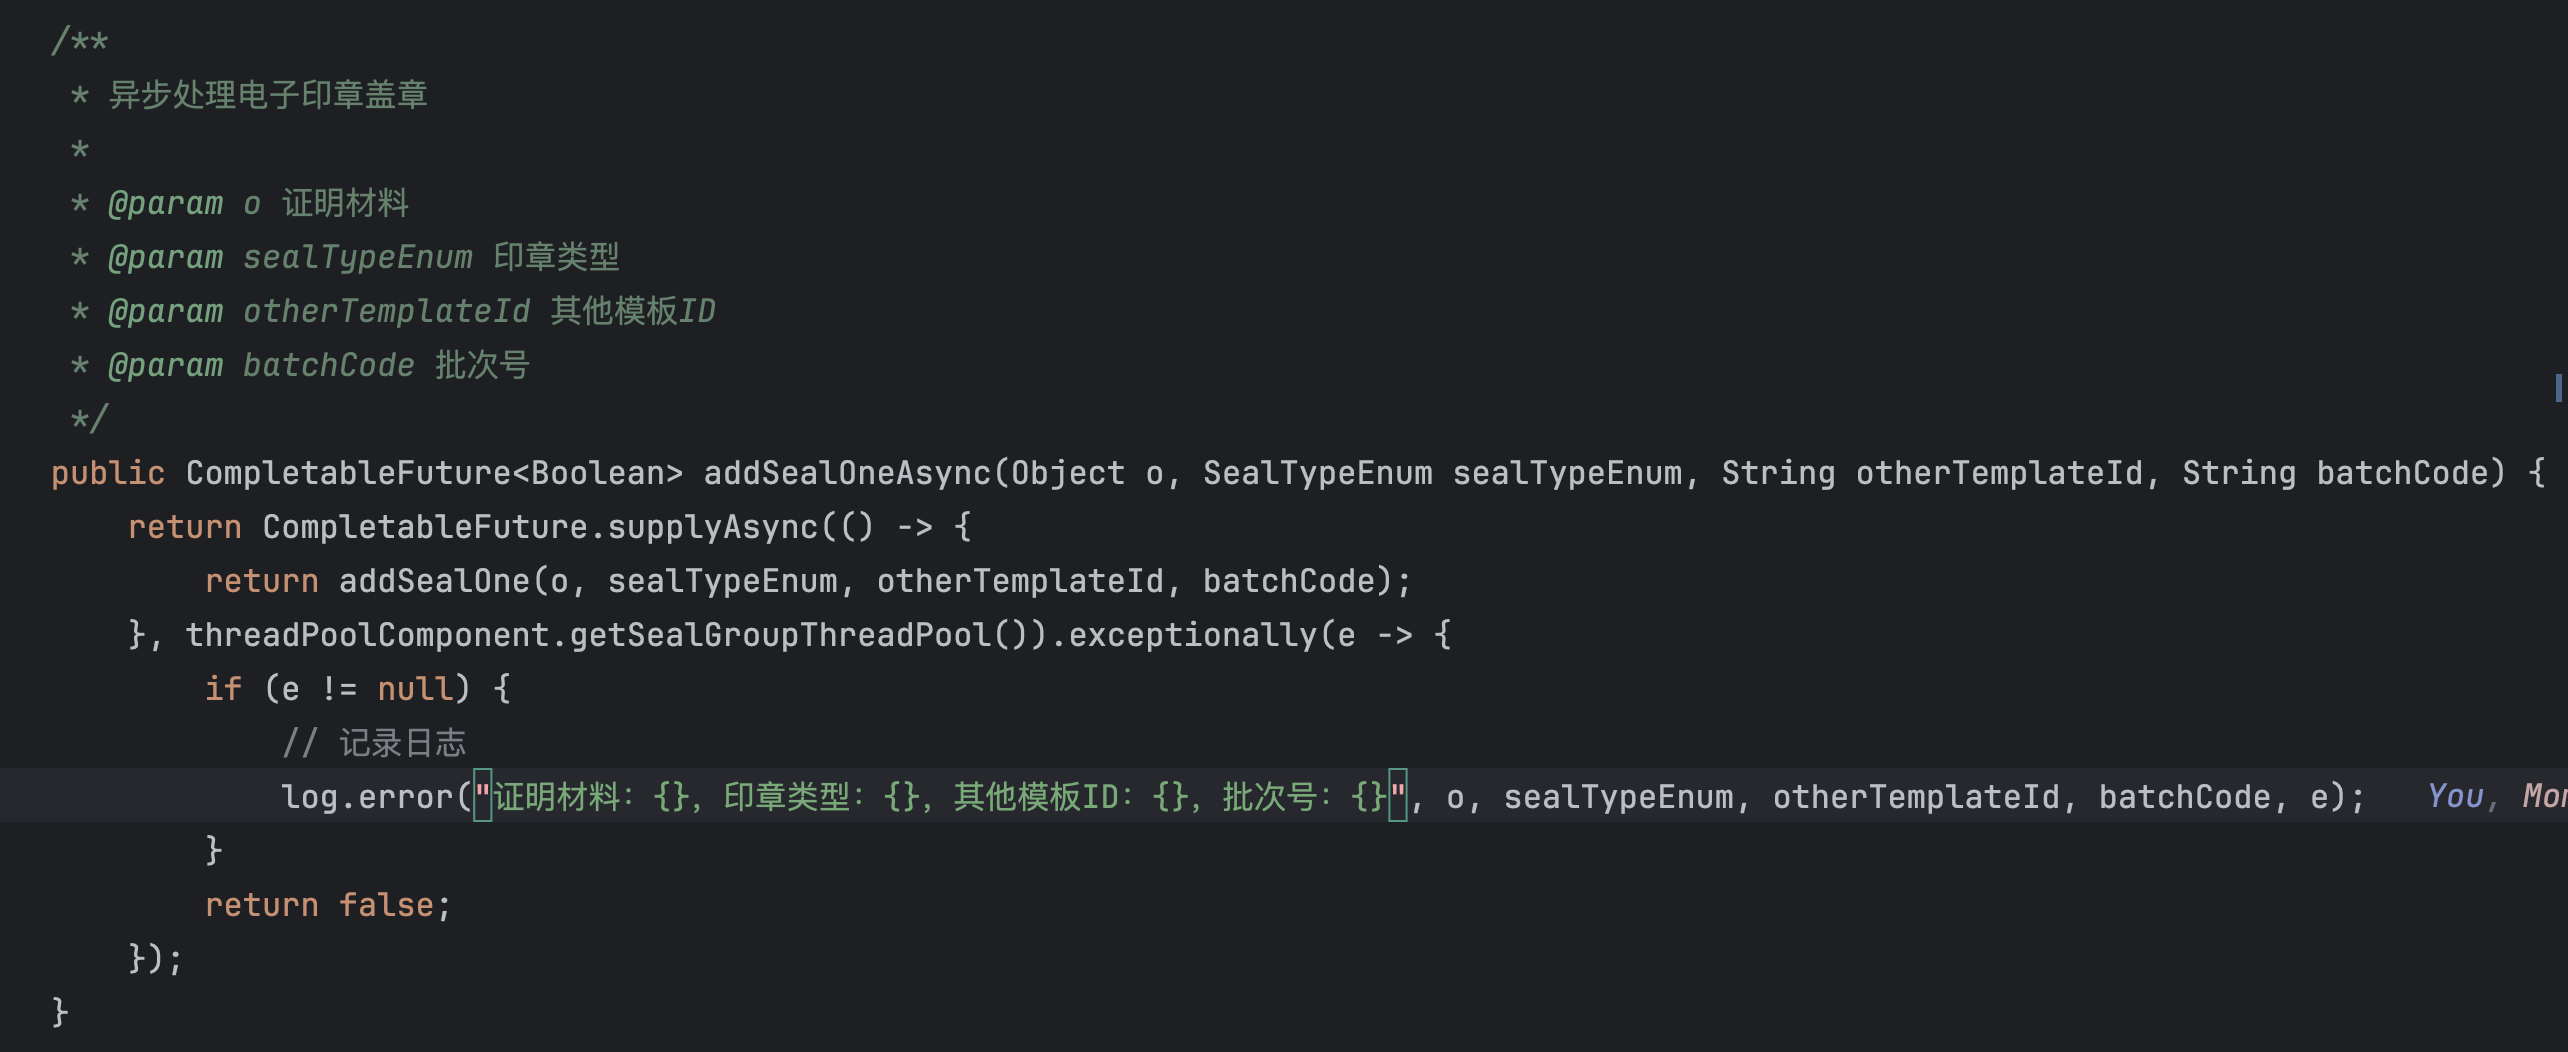 /**
 * 异步处理电子印章盖章
 *
 * @param o 证明材料
 * @param sealTypeEnum 印章类型
 * @param otherTemplateId 其他模板ID
 * @param batchCode 批次号
 */
public CompletableFuture<Boolean> addSealOneAsync(Object o, SealTypeEnum sealTypeEnum, String otherTemplateId, String batchCode) {
    return CompletableFuture.supplyAsync(() -> {
        return addSealOne(o, sealTypeEnum, otherTemplateId, batchCode);
    }, threadPoolComponent.getSealGroupThreadPool()).exceptionally(e -> {
        if (e != null) {
            // 记录日志
            log.error("证明材料：{}，印章类型：{}，其他模板ID：{}，批次号：{}", o, sealTypeEnum, otherTemplateId, batchCode, e);   You,
        }
        return false;
    });
}